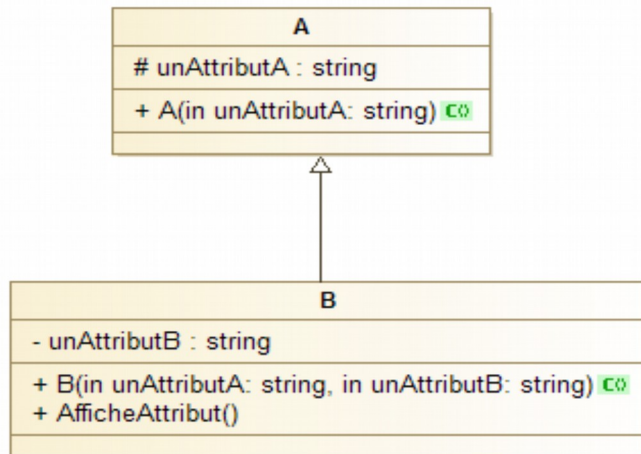 A
# unAttributA : string
+ A(in unAttributA: string) C()
B
- unAttributB : string
+ B(in unAttributA: string, in unAttributB: string) C()
+ AfficheAttribut()